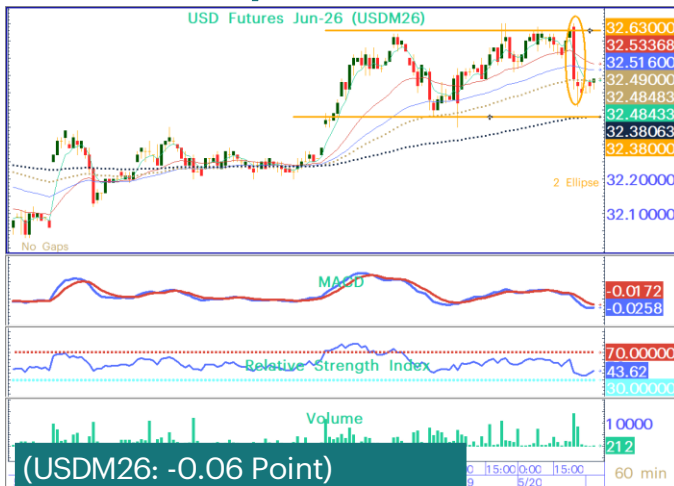 USD Futures Jun-26 (USDM26)
32.63000
32.53368
32.51600
32.49000
32.48483
32.48433
32.38063
32.38000
2 Ellipse
32.20000
32.10000
No Gaps
MACD
-0.0172
-0.0258
70.00000
Relative Strength Index
43.62
30.00000
Volume
10000
212
(USDM26: -0.06 Point)
15:00 0:00 15:00
5/20
60 min